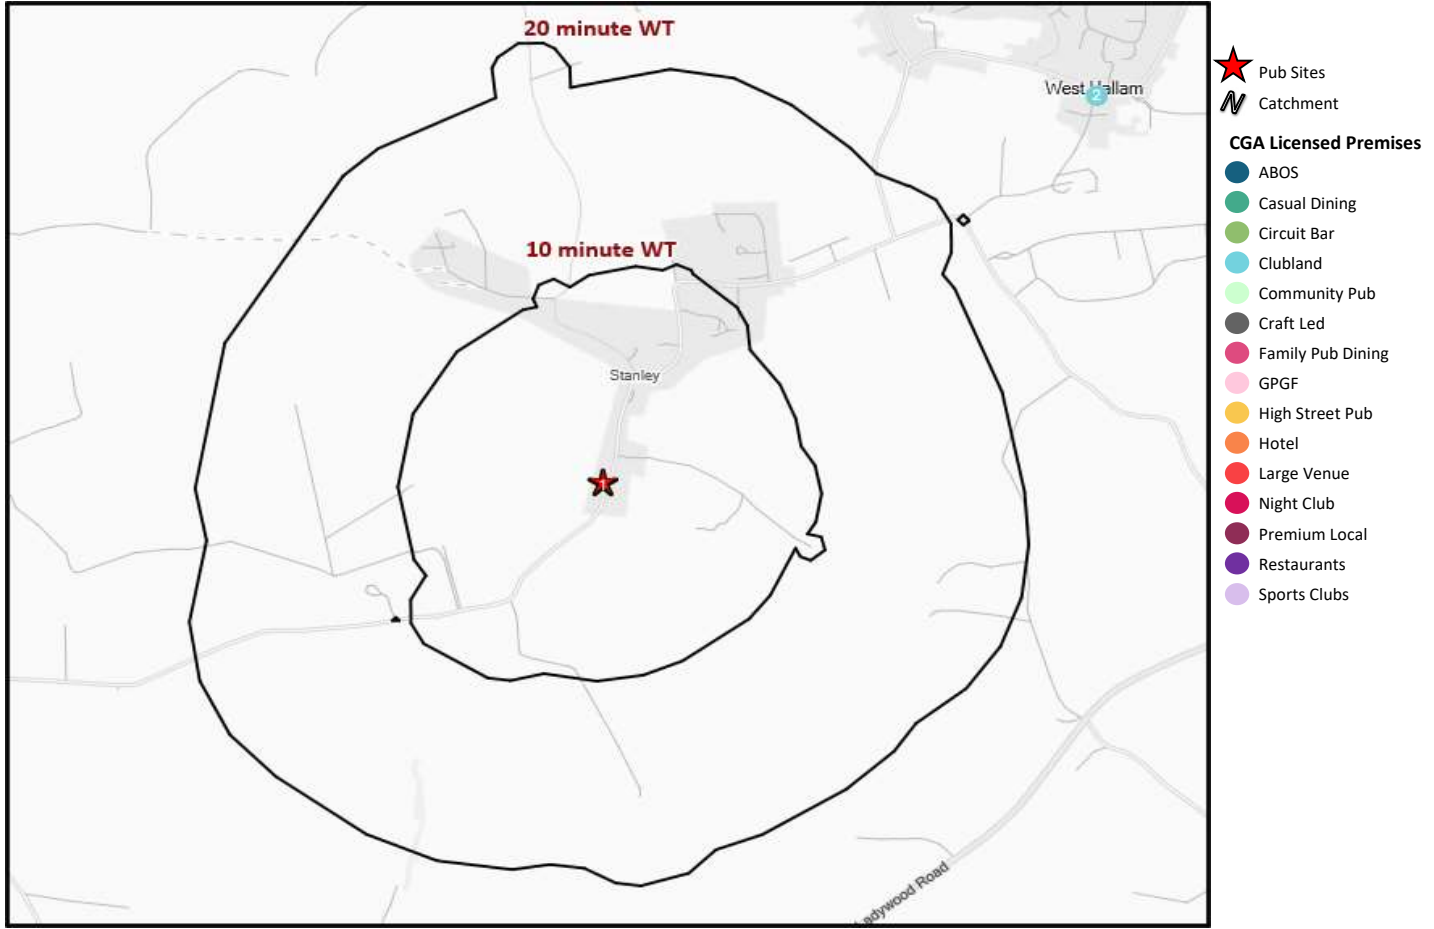 20 minute WT
West Hallam
2
10 minute WT
Stanley
1
Ladywood Road
Pub Sites
Catchment
CGA Licensed Premises
ABOS
Casual Dining
Circuit Bar
Clubland
Community Pub
Craft Led
Family Pub Dining
GPGF
High Street Pub
Hotel
Large Venue
Night Club
Premium Local
Restaurants
Sports Clubs